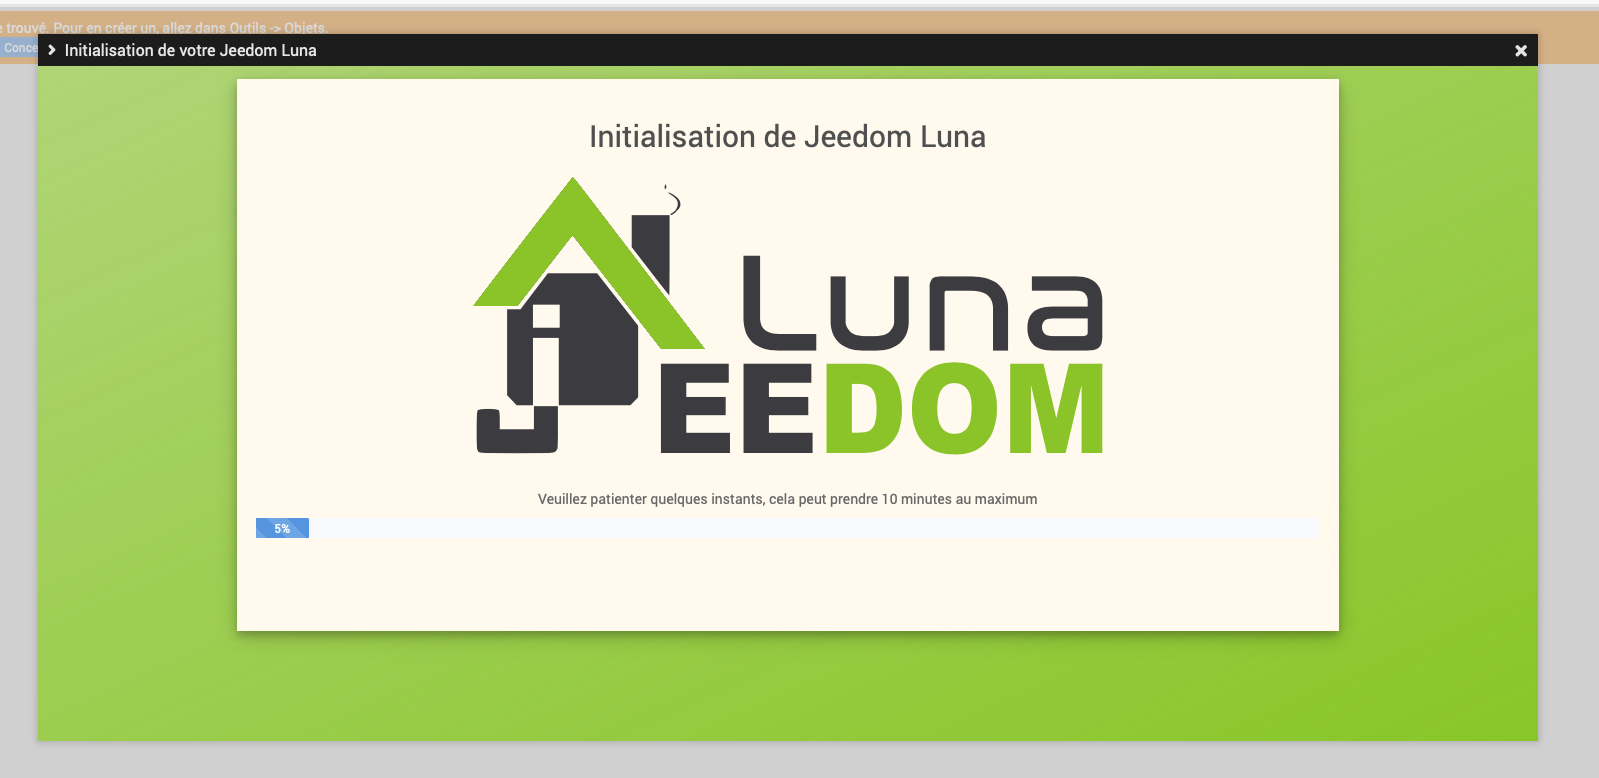 trouvé. Pour en créer un, allez dans Outils -> Objets.
Initialisation de votre Jeedom Luna
Initialisation de Jeedom Luna
Luna
JEEDOM
Veuillez patienter quelques instants, cela peut prendre 10 minutes au maximum
5%